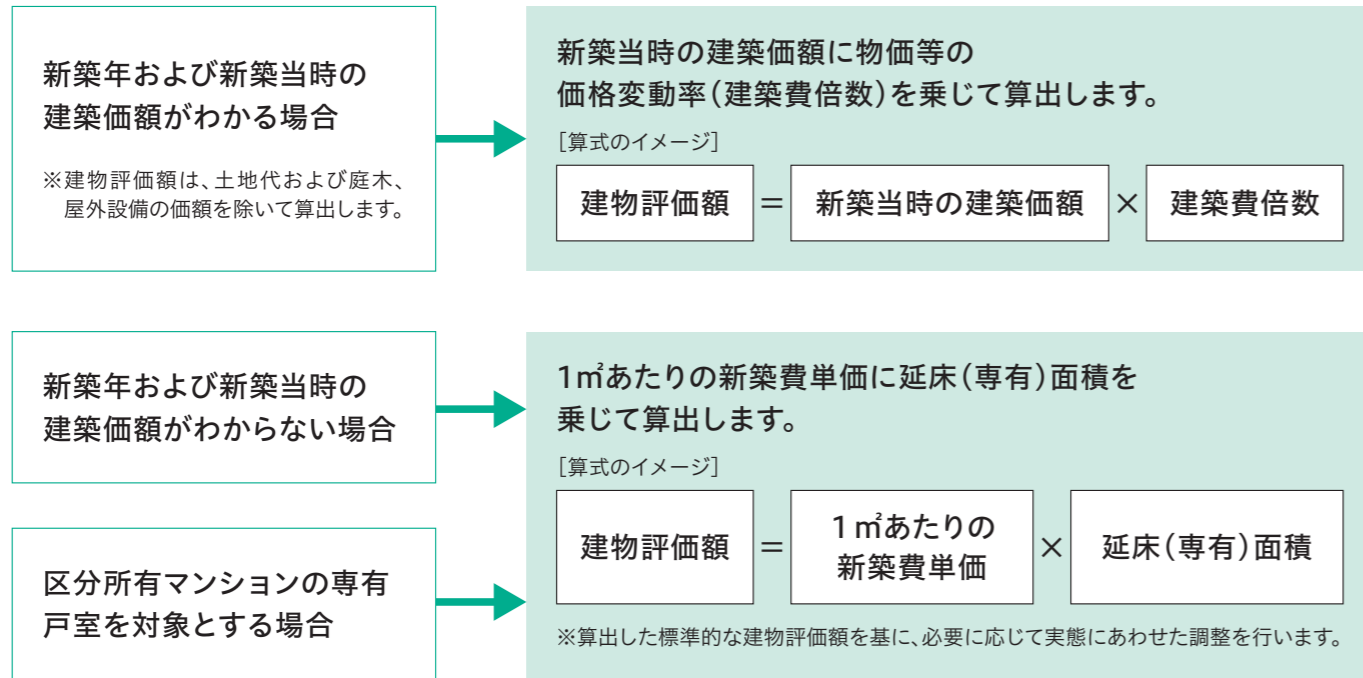 新築年および新築当時の
建築価額がわかる場合
※建物評価額は、土地代および庭木、
屋外設備の価額を除いて算出します。
新築当時の建築価額に物価等の
価格変動率(建築費倍数)を乗じて算出します。
[算式のイメージ]
建物評価額 = 新築当時の建築価額 × 建築費倍数
新築年および新築当時の
建築価額がわからない場合
区分所有マンションの専有
戸室を対象とする場合
1㎡あたりの新築費単価に延床(専有)面積を
乗じて算出します。
[算式のイメージ]
建物評価額 = 1㎡あたりの
新築費単価 × 延床(専有)面積
※算出した標準的な建物評価額を基に、必要に応じて実態にあわせた調整を行います。